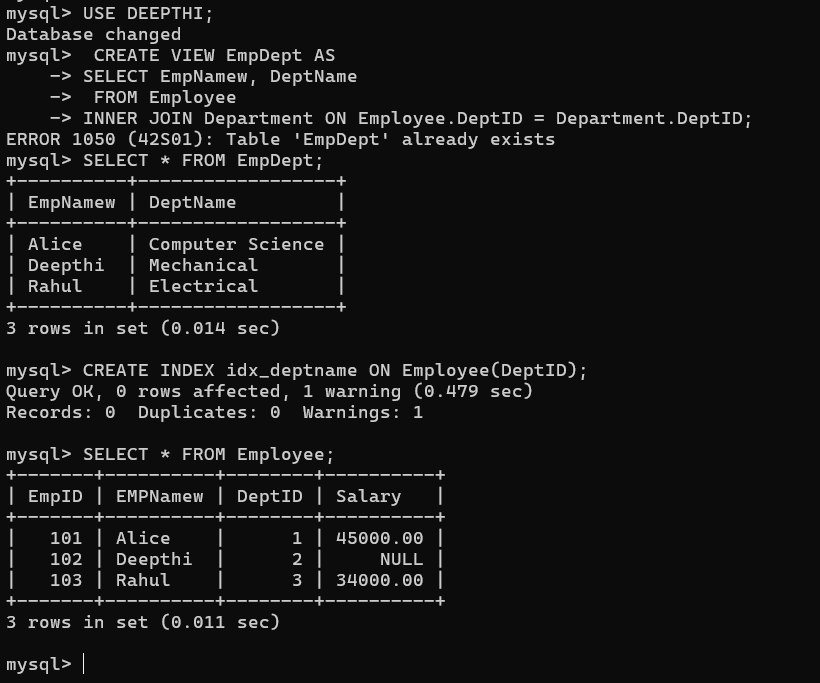 mysql> USE DEEPTHI;
Database changed
mysql>  CREATE VIEW EmpDept AS
    -> SELECT EmpNamew, DeptName
    ->  FROM Employee
    -> INNER JOIN Department ON Employee.DeptID = Department.DeptID;
ERROR 1050 (42S01): Table 'EmpDept' already exists
mysql> SELECT * FROM EmpDept;
+----------+------------------+
| EmpNamew | DeptName         |
+----------+------------------+
| Alice    | Computer Science |
| Deepthi  | Mechanical       |
| Rahul    | Electrical       |
+----------+------------------+
3 rows in set (0.014 sec)

mysql> CREATE INDEX idx_deptname ON Employee(DeptID);
Query OK, 0 rows affected, 1 warning (0.479 sec)
Records: 0  Duplicates: 0  Warnings: 1

mysql> SELECT * FROM Employee;
+-------+----------+--------+----------+
| EmpID | EMPNamew | DeptID | Salary   |
+-------+----------+--------+----------+
|   101 | Alice    |      1 | 45000.00 |
|   102 | Deepthi  |      2 |     NULL |
|   103 | Rahul    |      3 | 34000.00 |
+-------+----------+--------+----------+
3 rows in set (0.011 sec)

mysql>